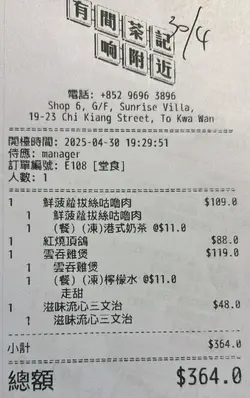 有間茶記
响附近
30/4
電話: +852 9696 3896
Shop 6, G/F, Sunrise Villa,
19-23 Chi Kiang Street, To Kwa Wan
開檯時間: 2025-04-30 19:29:51
侍應: manager
訂單編號: E108 [堂食]
人數: 1
1 鮮菠蘿拔絲咕嚕肉 $109.0
1 鮮菠蘿拔絲咕嚕肉
1 (餐) (凍)港式奶茶 @$11.0
1 紅燒頂鴿 $88.0
1 雲吞雞煲 $119.0
1 雲吞雞煲
1 (餐) (凍)檸檬水 @$11.0
走甜
1 滋味流心三文治 $48.0
1 滋味流心三文治
小計 $364.0
總額 $364.0